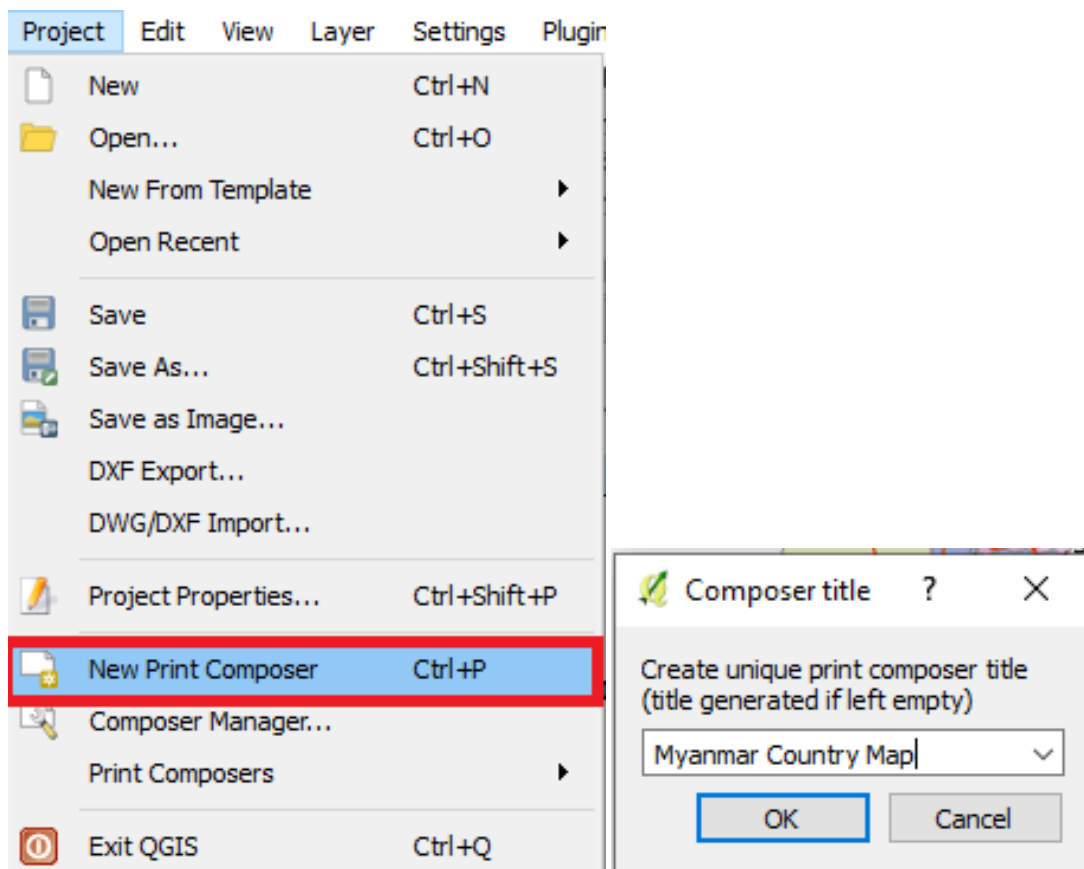 Project Edit View Layer Settings Plugin
New Ctrl+N
Open... Ctrl+O
New From Template
Open Recent
Save Ctrl+S
Save As... Ctrl+Shift+S
Save as Image...
DXF Export...
DWG/DXF Import...
Project Properties... Ctrl+Shift+P
New Print Composer Ctrl+P
Composer Manager...
Print Composers
Exit QGIS Ctrl+Q
Composer title ?
Create unique print composer title
(title generated if left empty)
Myanmar Country Map
OK Cancel